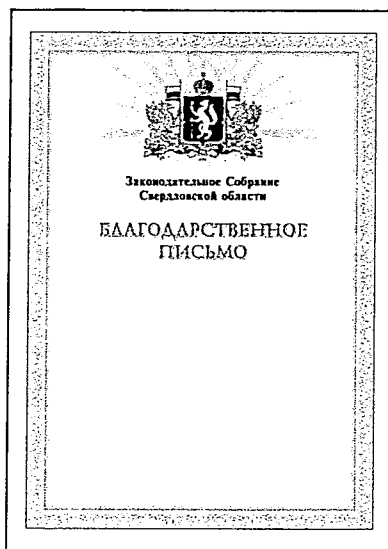 Законодательное Собрание
Свердловской области
БЛАГОДАРСТВЕННОЕ
ПИСЬМО